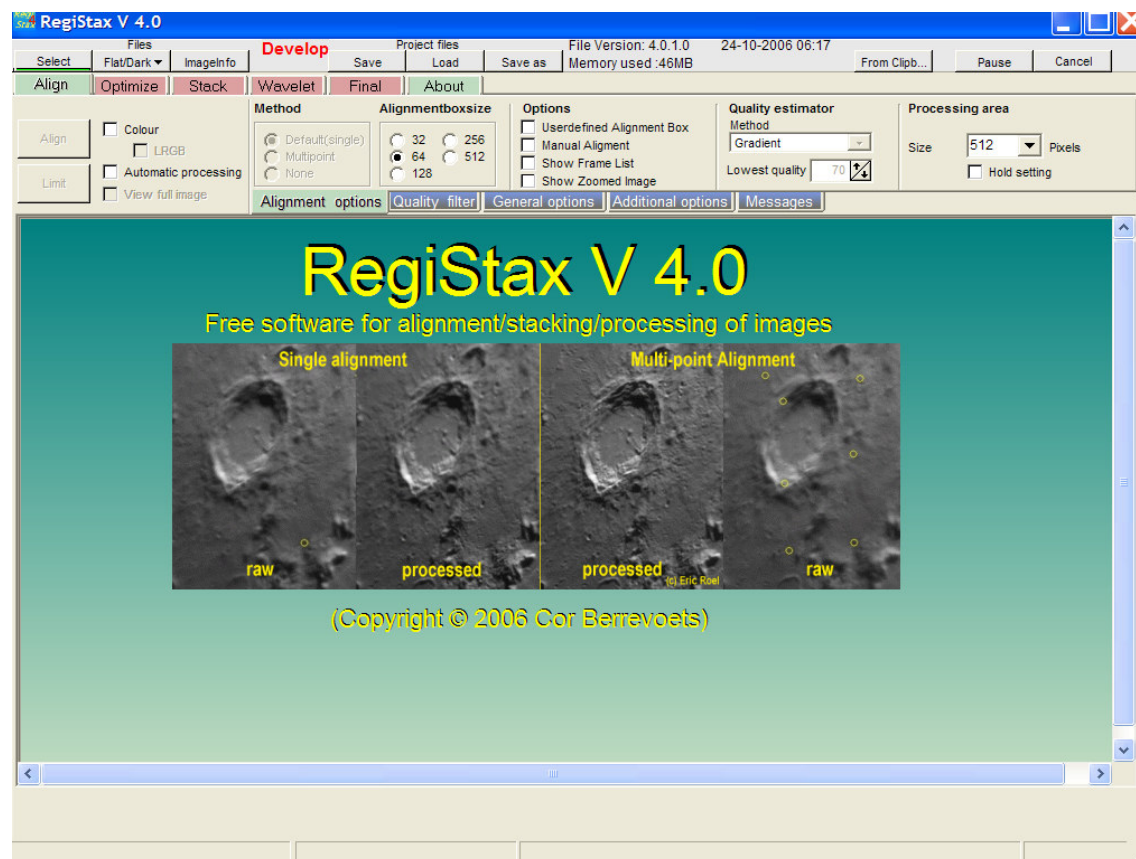 RegiStax V 4.0
Files
Develop
Project files
File Version: 4.0.1.0
24-10-2006 06:17
Select
Flat/Dark
ImageInfo
Save
Load
Save as
Memory used :46MB
From Clipb...
Pause
Cancel
Align
Optimize
Stack
Wavelet
Final
About
Method
Alignmentboxsize
Options
Quality estimator
Processing area
Align
Limit
Colour
LRGB
Automatic processing
View full image
Default(single)
Multipoint
None
32
256
64
512
128
Userdefined Alignment Box
Manual Aligment
Show Frame List
Show Zoomed Image
Method
Gradient
Lowest quality
70
Size
512
Pixels
Hold setting
Alignment options
Quality filter
General options
Additional options
Messages
RegiStax V 4.0
Free software for alignment/stacking/processing of images
Single alignment
Multi-point Alignment
raw
processed
processed
(c) Eric Roel
raw
(Copyright © 2006 Cor Berrevoets)